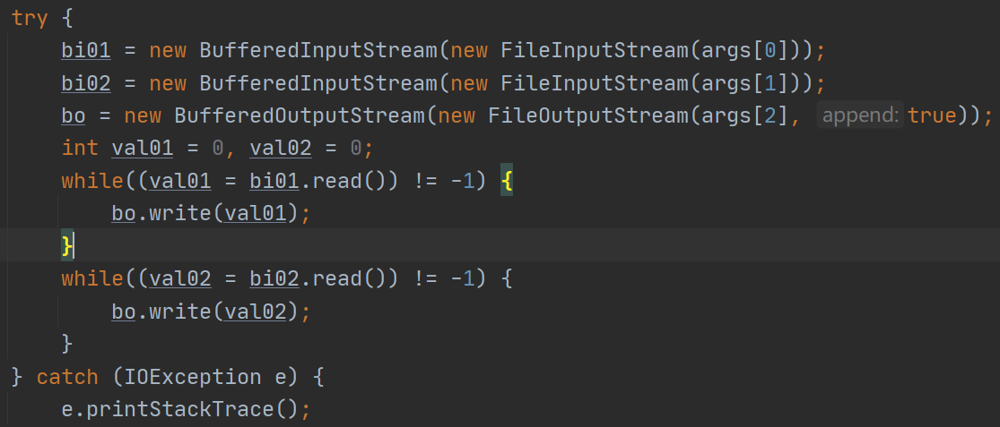 try {
bi01 = new BufferedInputStream(new FileInputStream(args[0]));
bi02 = new BufferedInputStream(new FileInputStream(args[1]));
bo = new BufferedOutputStream(new FileOutputStream(args[2], append: true));
int val01 = 0, val02 = 0;
while((val01 = bi01.read()) != -1) {
bo.write(val01);
}
while((val02 = bi02.read()) != -1) {
bo.write(val02);
}
} catch (IOException e) {
e.printStackTrace();